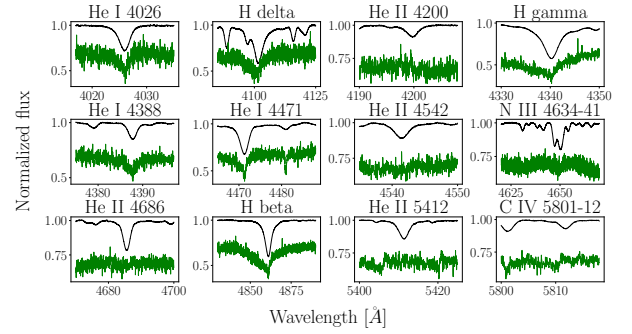 He I 4026 H delta He II 4200 H gamma
1.0 1.0 1.00 1.00
0.5 0.5 0.75 0.5
4020 4030 4100 4125 4190 4200 4330 4340 4350
He I 4388 He I 4471 He II 4542 N III 4634-41
1.0 1.0 1.00 1.00
0.5 0.5 0.75 0.75
4380 4390 4470 4480 4540 4550 4625 4650
He II 4686 H beta He II 5412 C IV 5801-12
1.00 1.0 1.00 1.00
0.75 0.5 0.75 0.75
4680 4700 4850 4875 5400 5420 5800 5810
Normalized flux
Wavelength [Å]